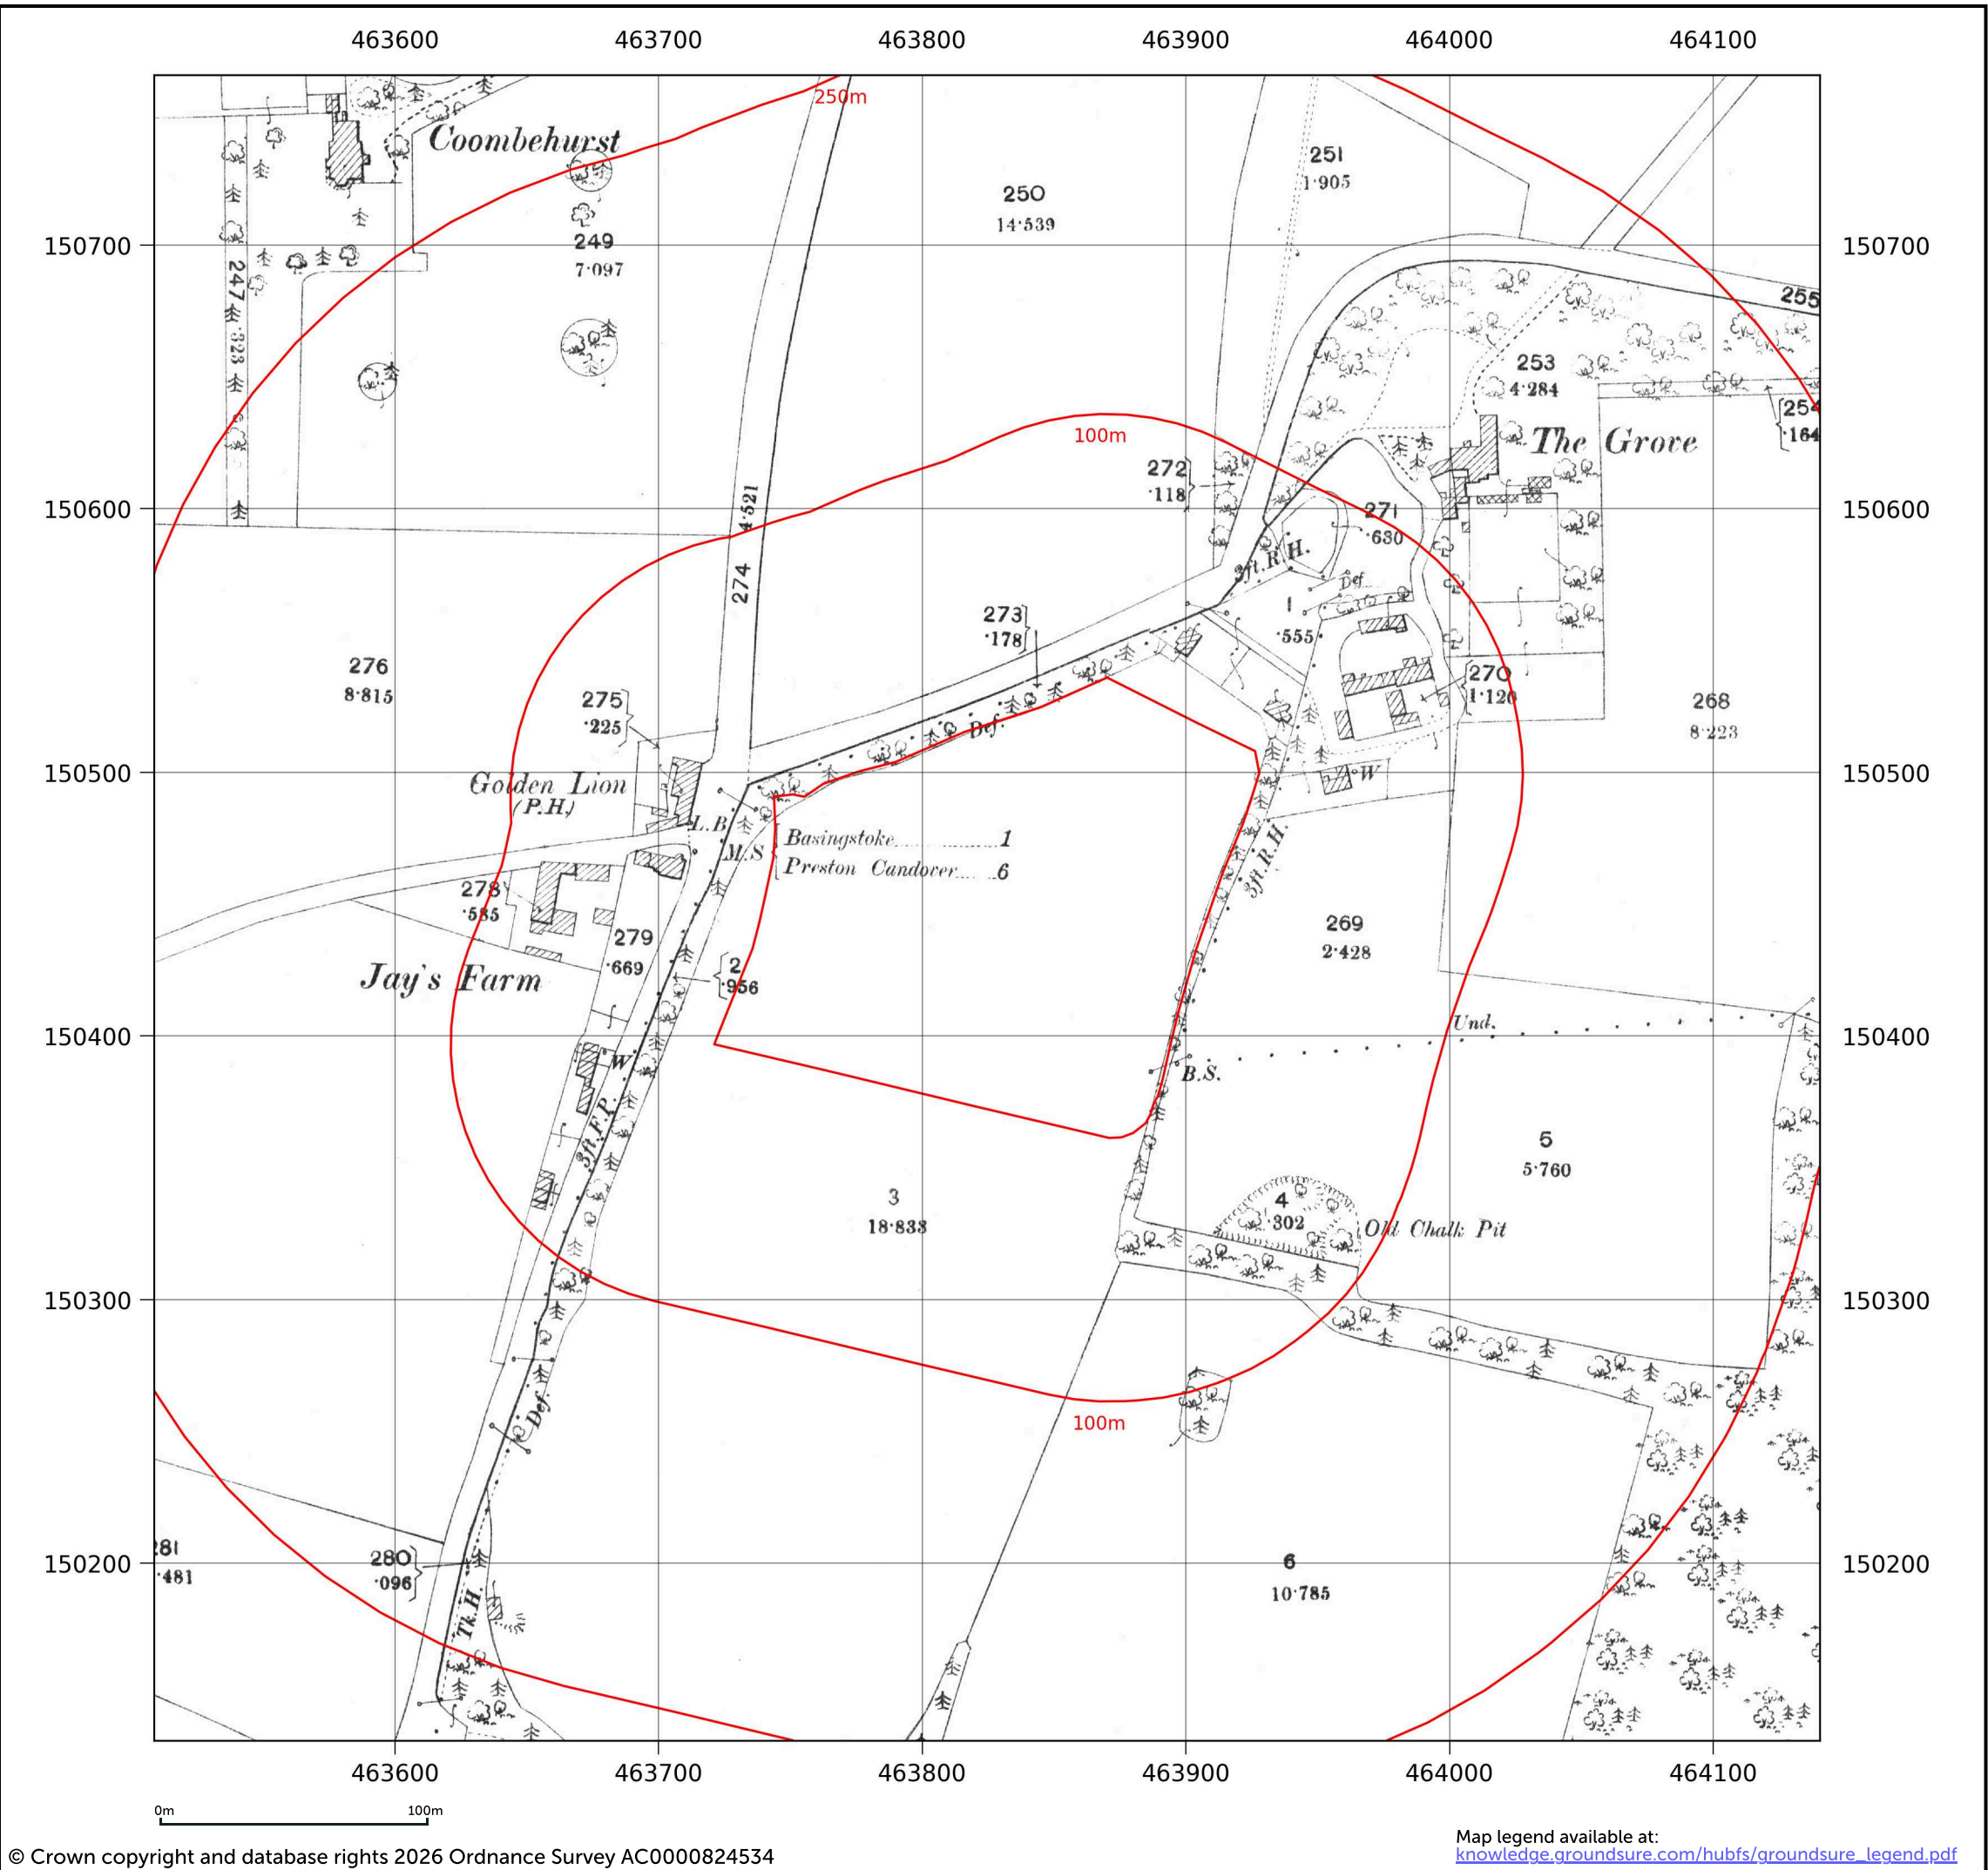 463600 463700 463800 463900 464000 464100
250m
Coombehurst
251
1·905
250
14·539
249
7·097
150700
150700
247
·323
255
253
4·284
254
·164
100m
The Grove
272
·118
4·521
274
150600
150600
271
·630
3ft.R.H.
Def
1
·555
273
·178
276
8·815
275
·225
270
1·120
268
8·223
Def.
150500
150500
Golden Lion
(P.H.)
W
L.B.
M.S
Basingstoke 1
Preston Candover 6
3ft.R.H.
278
·585
279
·669
269
2·428
Jay's Farm
2
·956
150400
150400
Und.
W
B.S.
3ft.F.P.
5
5·760
3
18·838
4
·302
Old Chalk Pit
150300
150300
100m
Def
281
·481
280
·096
150200
150200
6
10·785
Tk.H.
463600 463700 463800 463900 464000 464100
0m 100m
© Crown copyright and database rights 2026 Ordnance Survey AC0000824534
Map legend available at:
knowledge.groundsure.com/hubfs/groundsure_legend.pdf